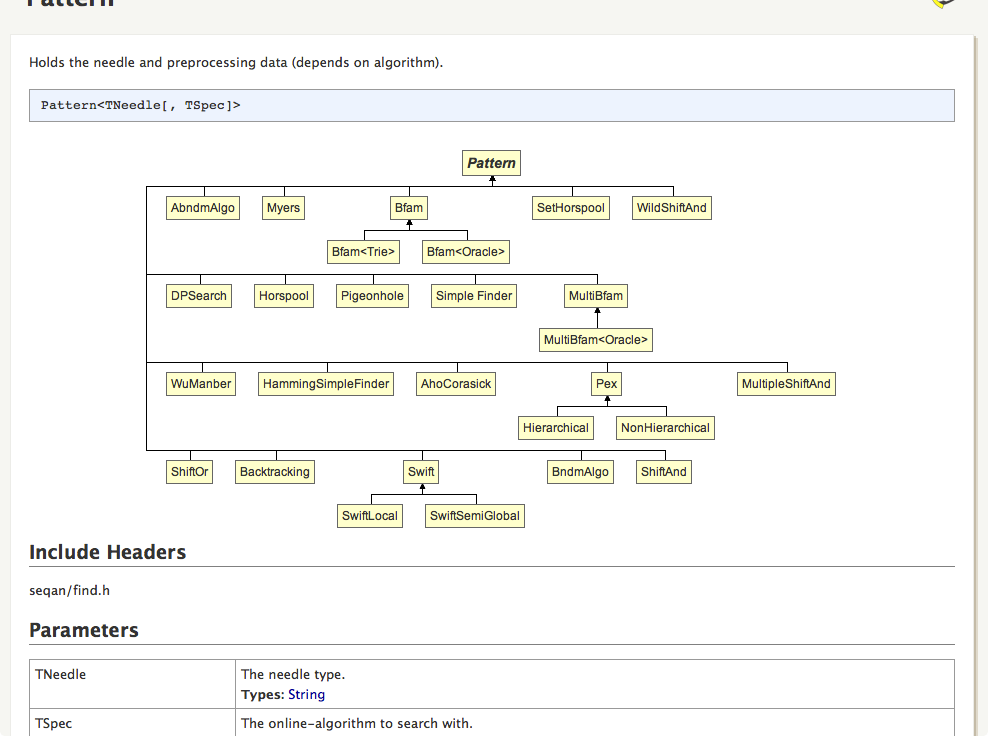 Pattern
Holds the needle and preprocessing data (depends on algorithm).
Pattern<TNeedle[, TSpec]>
Pattern
AbndmAlgo Myers Bfam SetHorspool WildShiftAnd
Bfam<Trie> Bfam<Oracle>
DPSearch Horspool Pigeonhole Simple Finder MultiBfam
MultiBfam<Oracle>
WuManber HammingSimpleFinder AhoCorasick Pex MultipleShiftAnd
Hierarchical NonHierarchical
ShiftOr Backtracking Swift BndmAlgo ShiftAnd
SwiftLocal SwiftSemiGlobal
Include Headers
seqan/find.h
Parameters
TNeedle The needle type.
Types: String
TSpec The online-algorithm to search with.